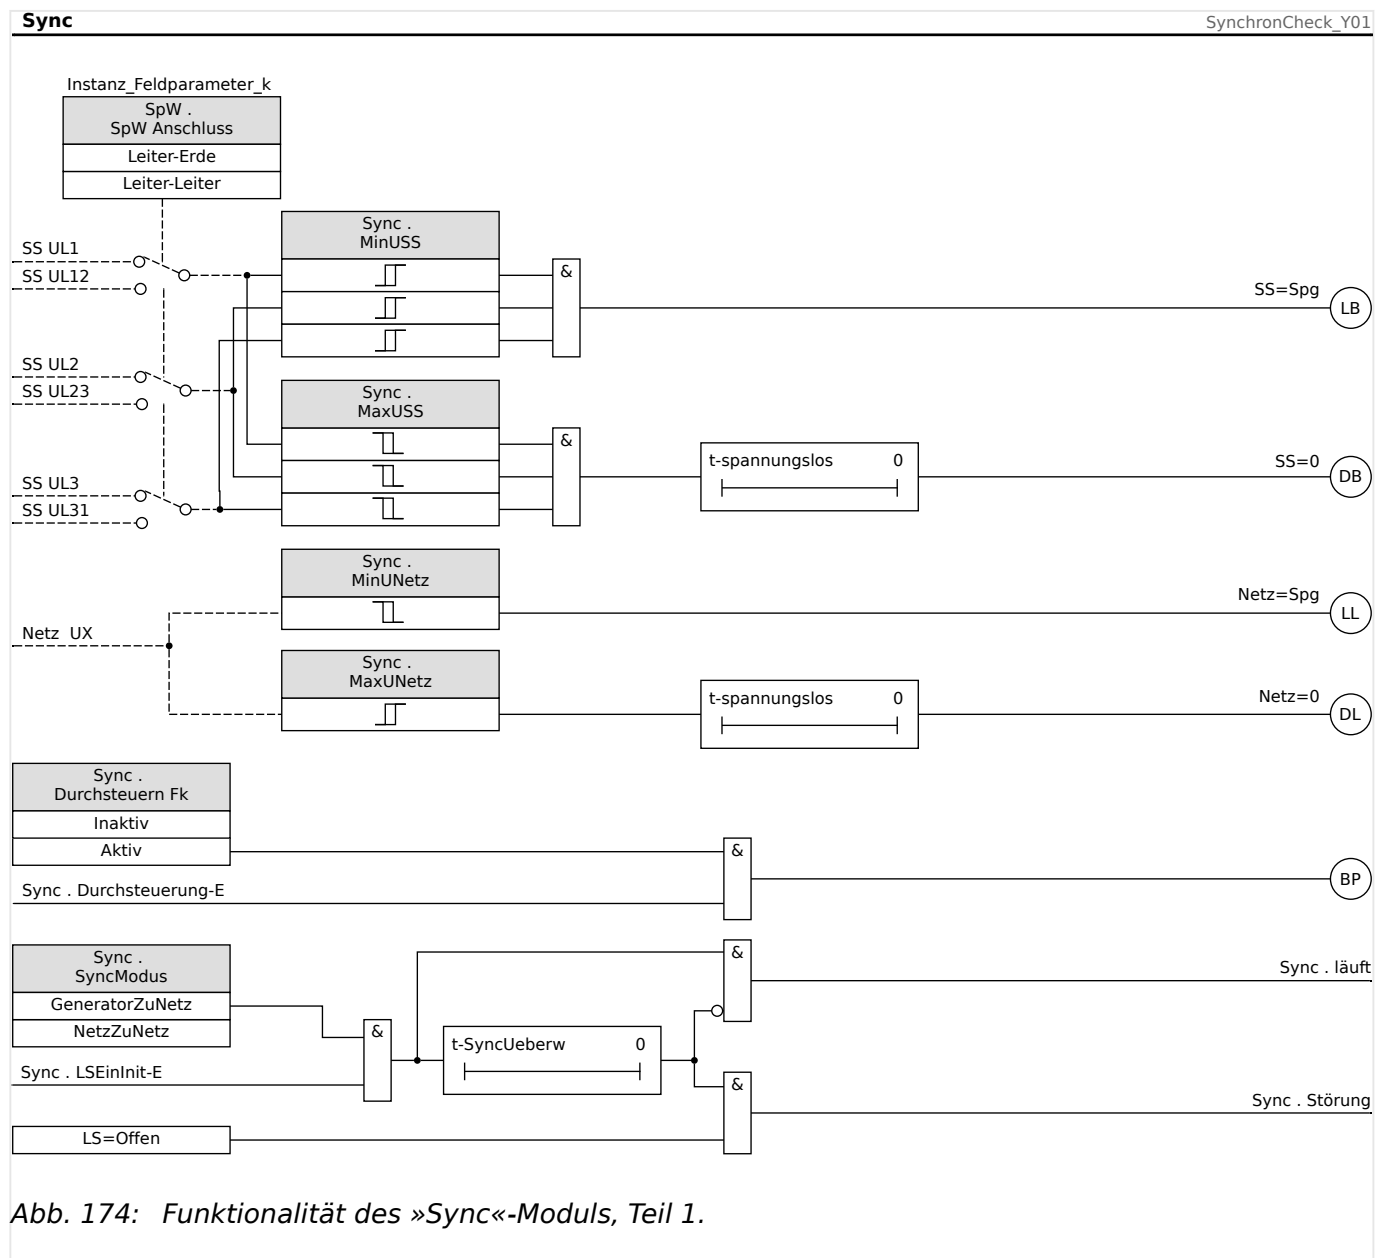 Sync
SynchronCheck_Y01
Instanz_Feldparameter_k
SpW .
SpW Anschluss
Leiter-Erde
Leiter-Leiter
SS UL1
SS UL12
SS UL2
SS UL23
SS UL3
SS UL31
Sync .
MinUSS
&
SS=Spg
LB
Sync .
MaxUSS
&
t-spannungslos 0
SS=0
DB
Sync .
MinUNetz
Netz=Spg
LL
Netz UX
Sync .
MaxUNetz
t-spannungslos 0
Netz=0
DL
Sync .
Durchsteuern Fk
Inaktiv
Aktiv
&
Sync . Durchsteuerung-E
BP
Sync .
SyncModus
GeneratorZuNetz
NetzZuNetz
&
Sync . läuft
&
t-SyncUeberw 0
Sync . LSEinInit-E
&
Sync . Störung
LS=Offen
Abb. 174: Funktionalität des »Sync«-Moduls, Teil 1.